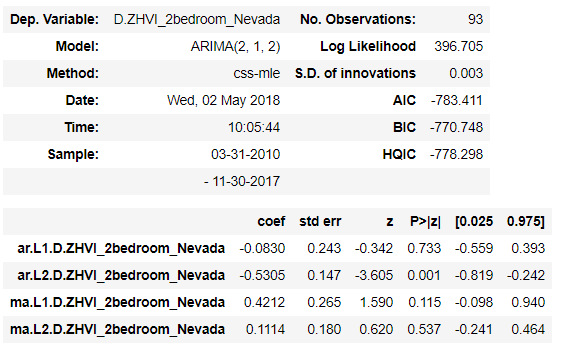 Dep. Variable: D.ZHVI_2bedroom_Nevada No. Observations: 93
Model: ARIMA(2, 1, 2) Log Likelihood 396.705
Method: css-mle S.D. of innovations 0.003
Date: Wed, 02 May 2018 AIC -783.411
Time: 10:05:44 BIC -770.748
Sample: 03-31-2010 HQIC -778.298
- 11-30-2017
coef std err z P>|z| [0.025 0.975]
ar.L1.D.ZHVI_2bedroom_Nevada -0.0830 0.243 -0.342 0.733 -0.559 0.393
ar.L2.D.ZHVI_2bedroom_Nevada -0.5305 0.147 -3.605 0.001 -0.819 -0.242
ma.L1.D.ZHVI_2bedroom_Nevada 0.4212 0.265 1.590 0.115 -0.098 0.940
ma.L2.D.ZHVI_2bedroom_Nevada 0.1114 0.180 0.620 0.537 -0.241 0.464